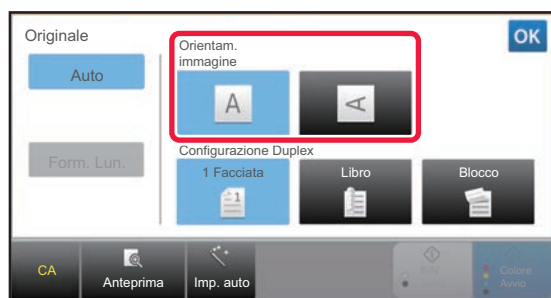 Originale
OK
Orientam.
immagine
Auto
A
A
Configurazione Duplex
Form. Lun.
1 Facciata
Libro
Blocco
1
CA
Anteprima
Imp. auto
Colore
Avvio